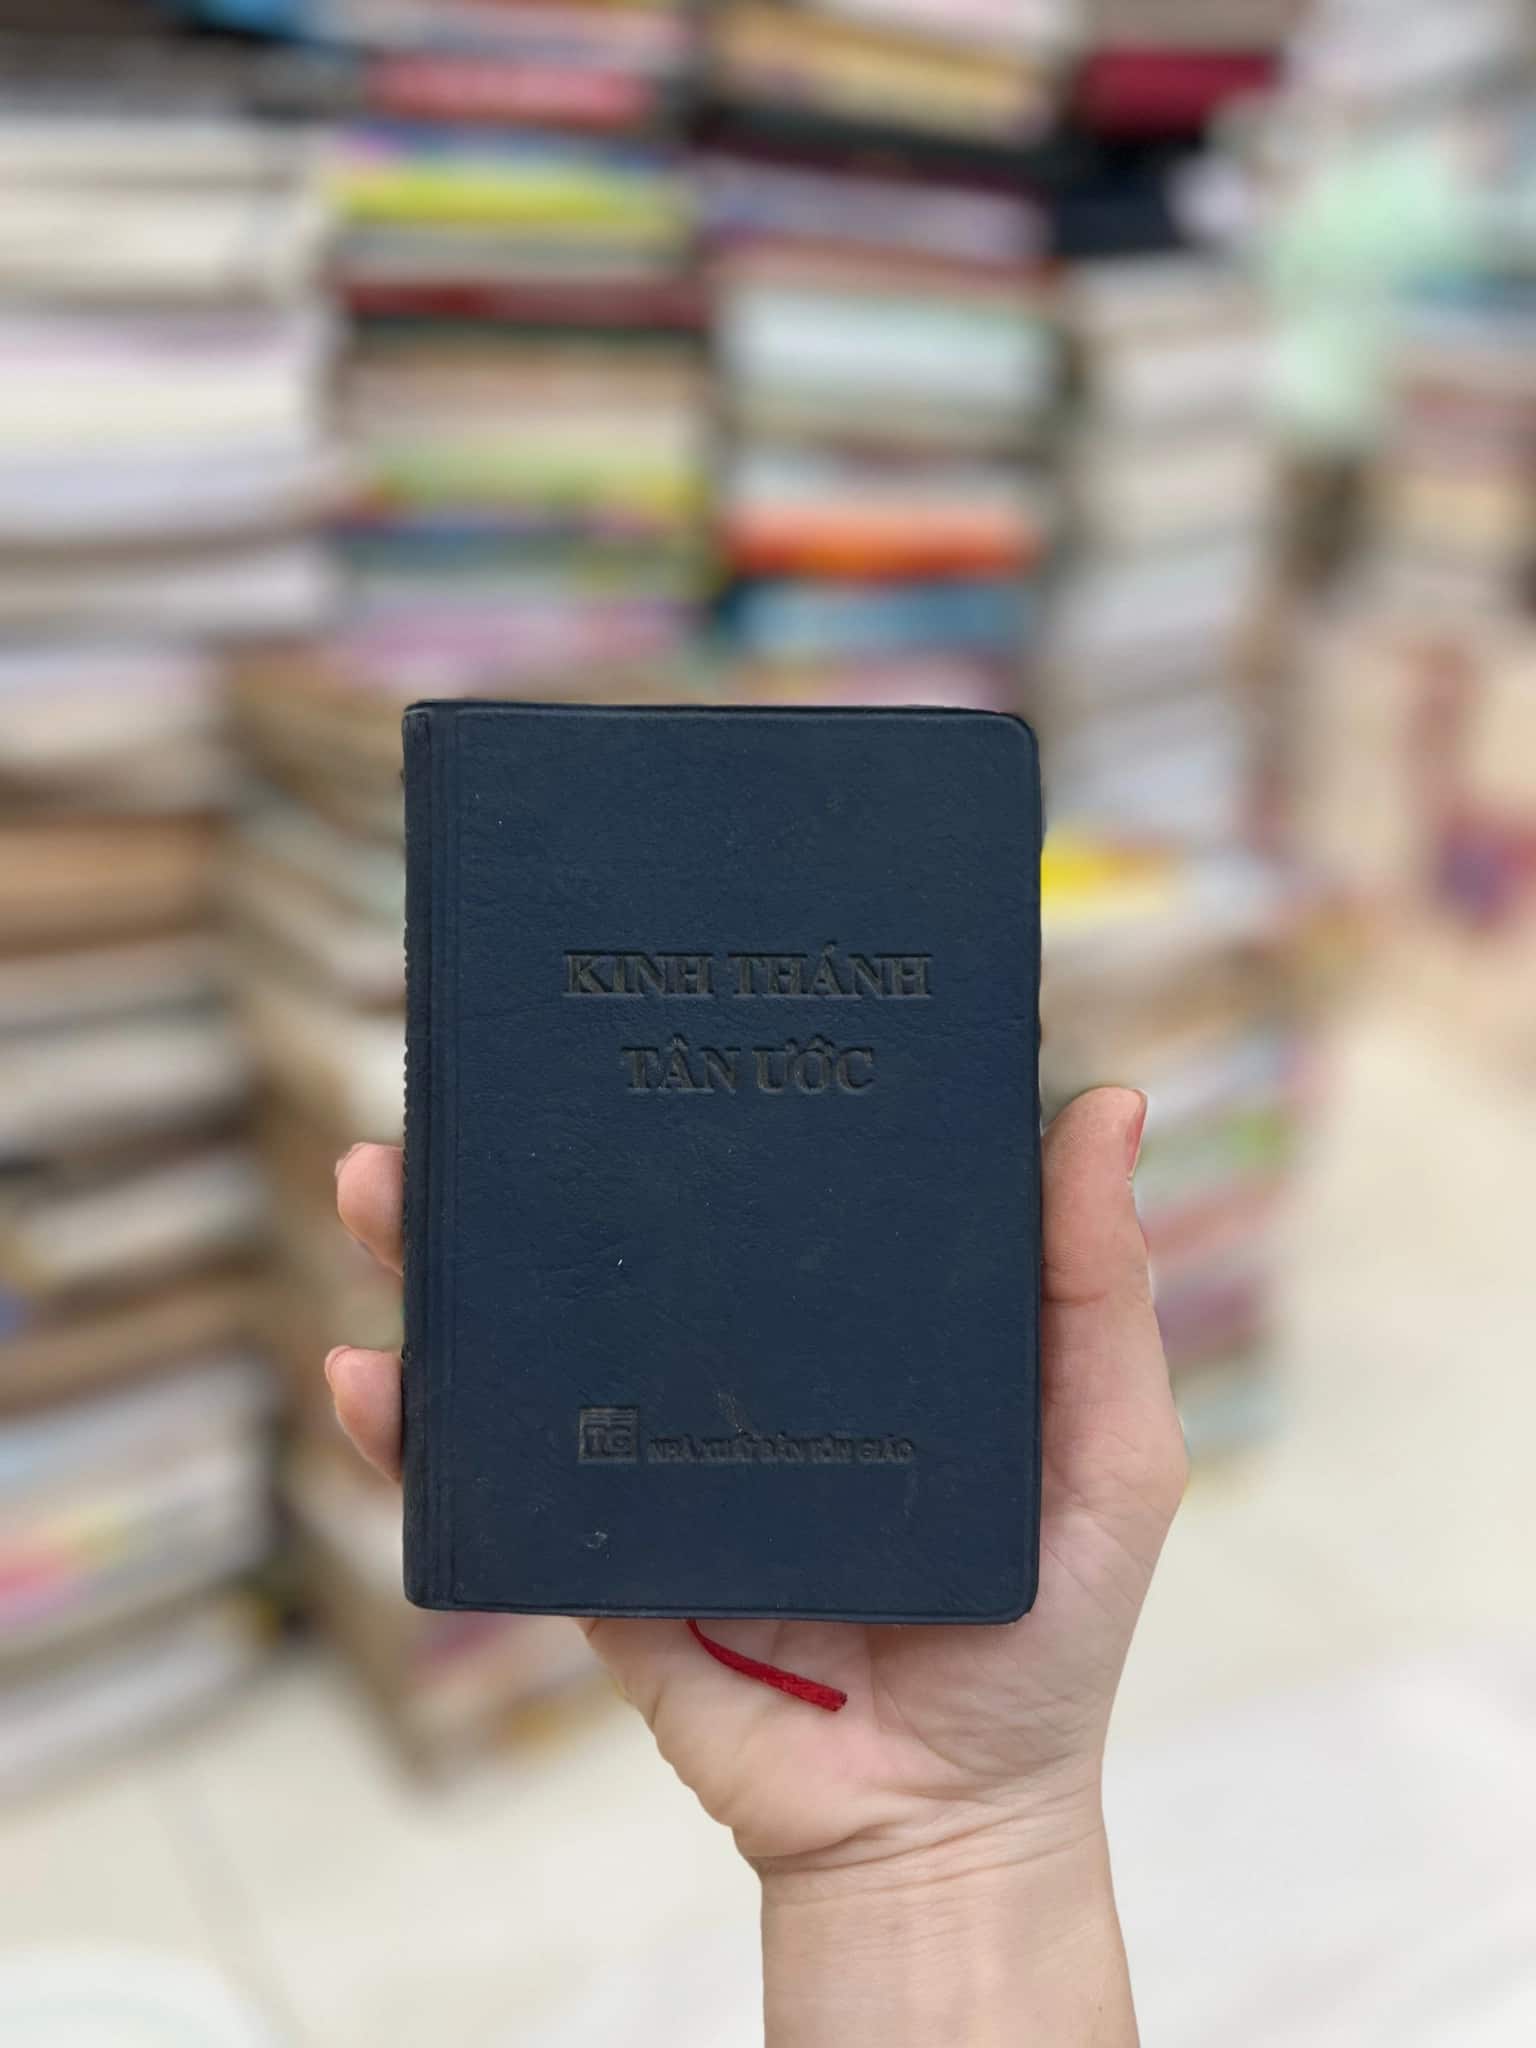 KINH THÁNH
TÂN ƯỚC
TG NHÀ XUẤT BẢN TÔN GIÁO